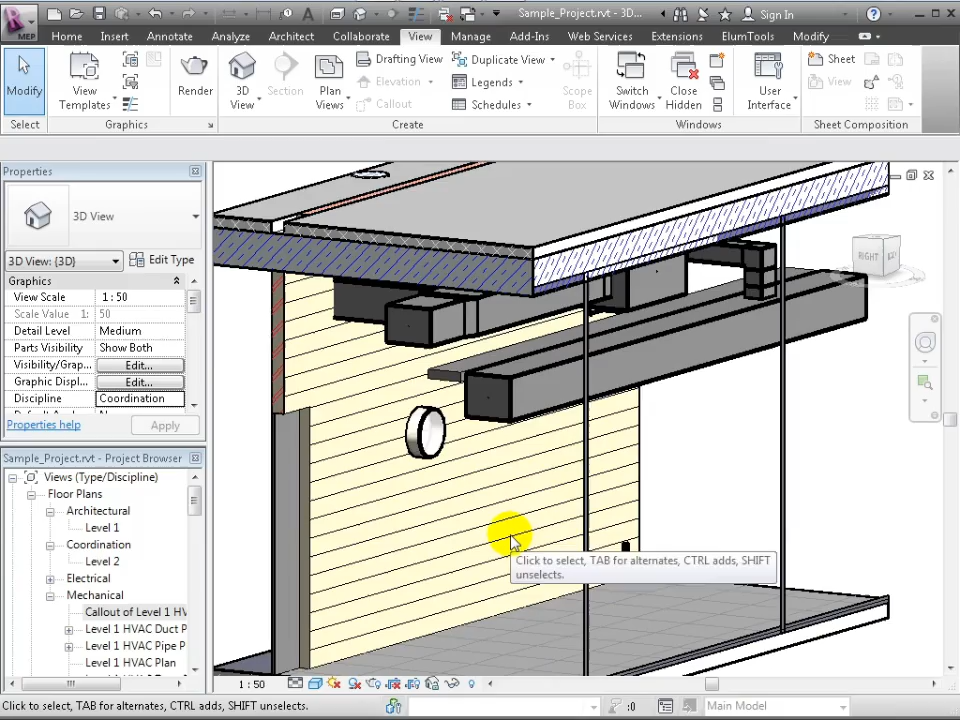 Sample_Project.rvt - 3D...
Sign In
MEP
Home Insert Annotate Analyze Architect Collaborate View Manage Add-Ins Web Services Extensions ElumTools Modify
Modify
View
Templates
Render
3D
View
Section
Plan
Views
Drafting View
Elevation
Callout
Duplicate View
Legends
Schedules
Scope
Box
Switch
Windows
Close
Hidden
User
Interface
Sheet
View
Select Graphics Create Windows Sheet Composition
Properties
3D View
3D View: {3D} Edit Type
Graphics
View Scale 1 : 50
Scale Value 1: 50
Detail Level Medium
Parts Visibility Show Both
Visibility/Grap... Edit...
Graphic Displ... Edit...
Discipline Coordination
Properties help Apply
Sample_Project.rvt - Project Browser
Views (Type/Discipline)
Floor Plans
Architectural
Level 1
Coordination
Level 2
Electrical
Mechanical
Callout of Level 1 HV
Level 1 HVAC Duct P
Level 1 HVAC Pipe P
Level 1 HVAC Plan
RIGHT
Click to select, TAB for alternates, CTRL adds, SHIFT
unselects.
1 : 50
Click to select, TAB for alternates, CTRL adds, SHIFT unselects.
:0
Main Model